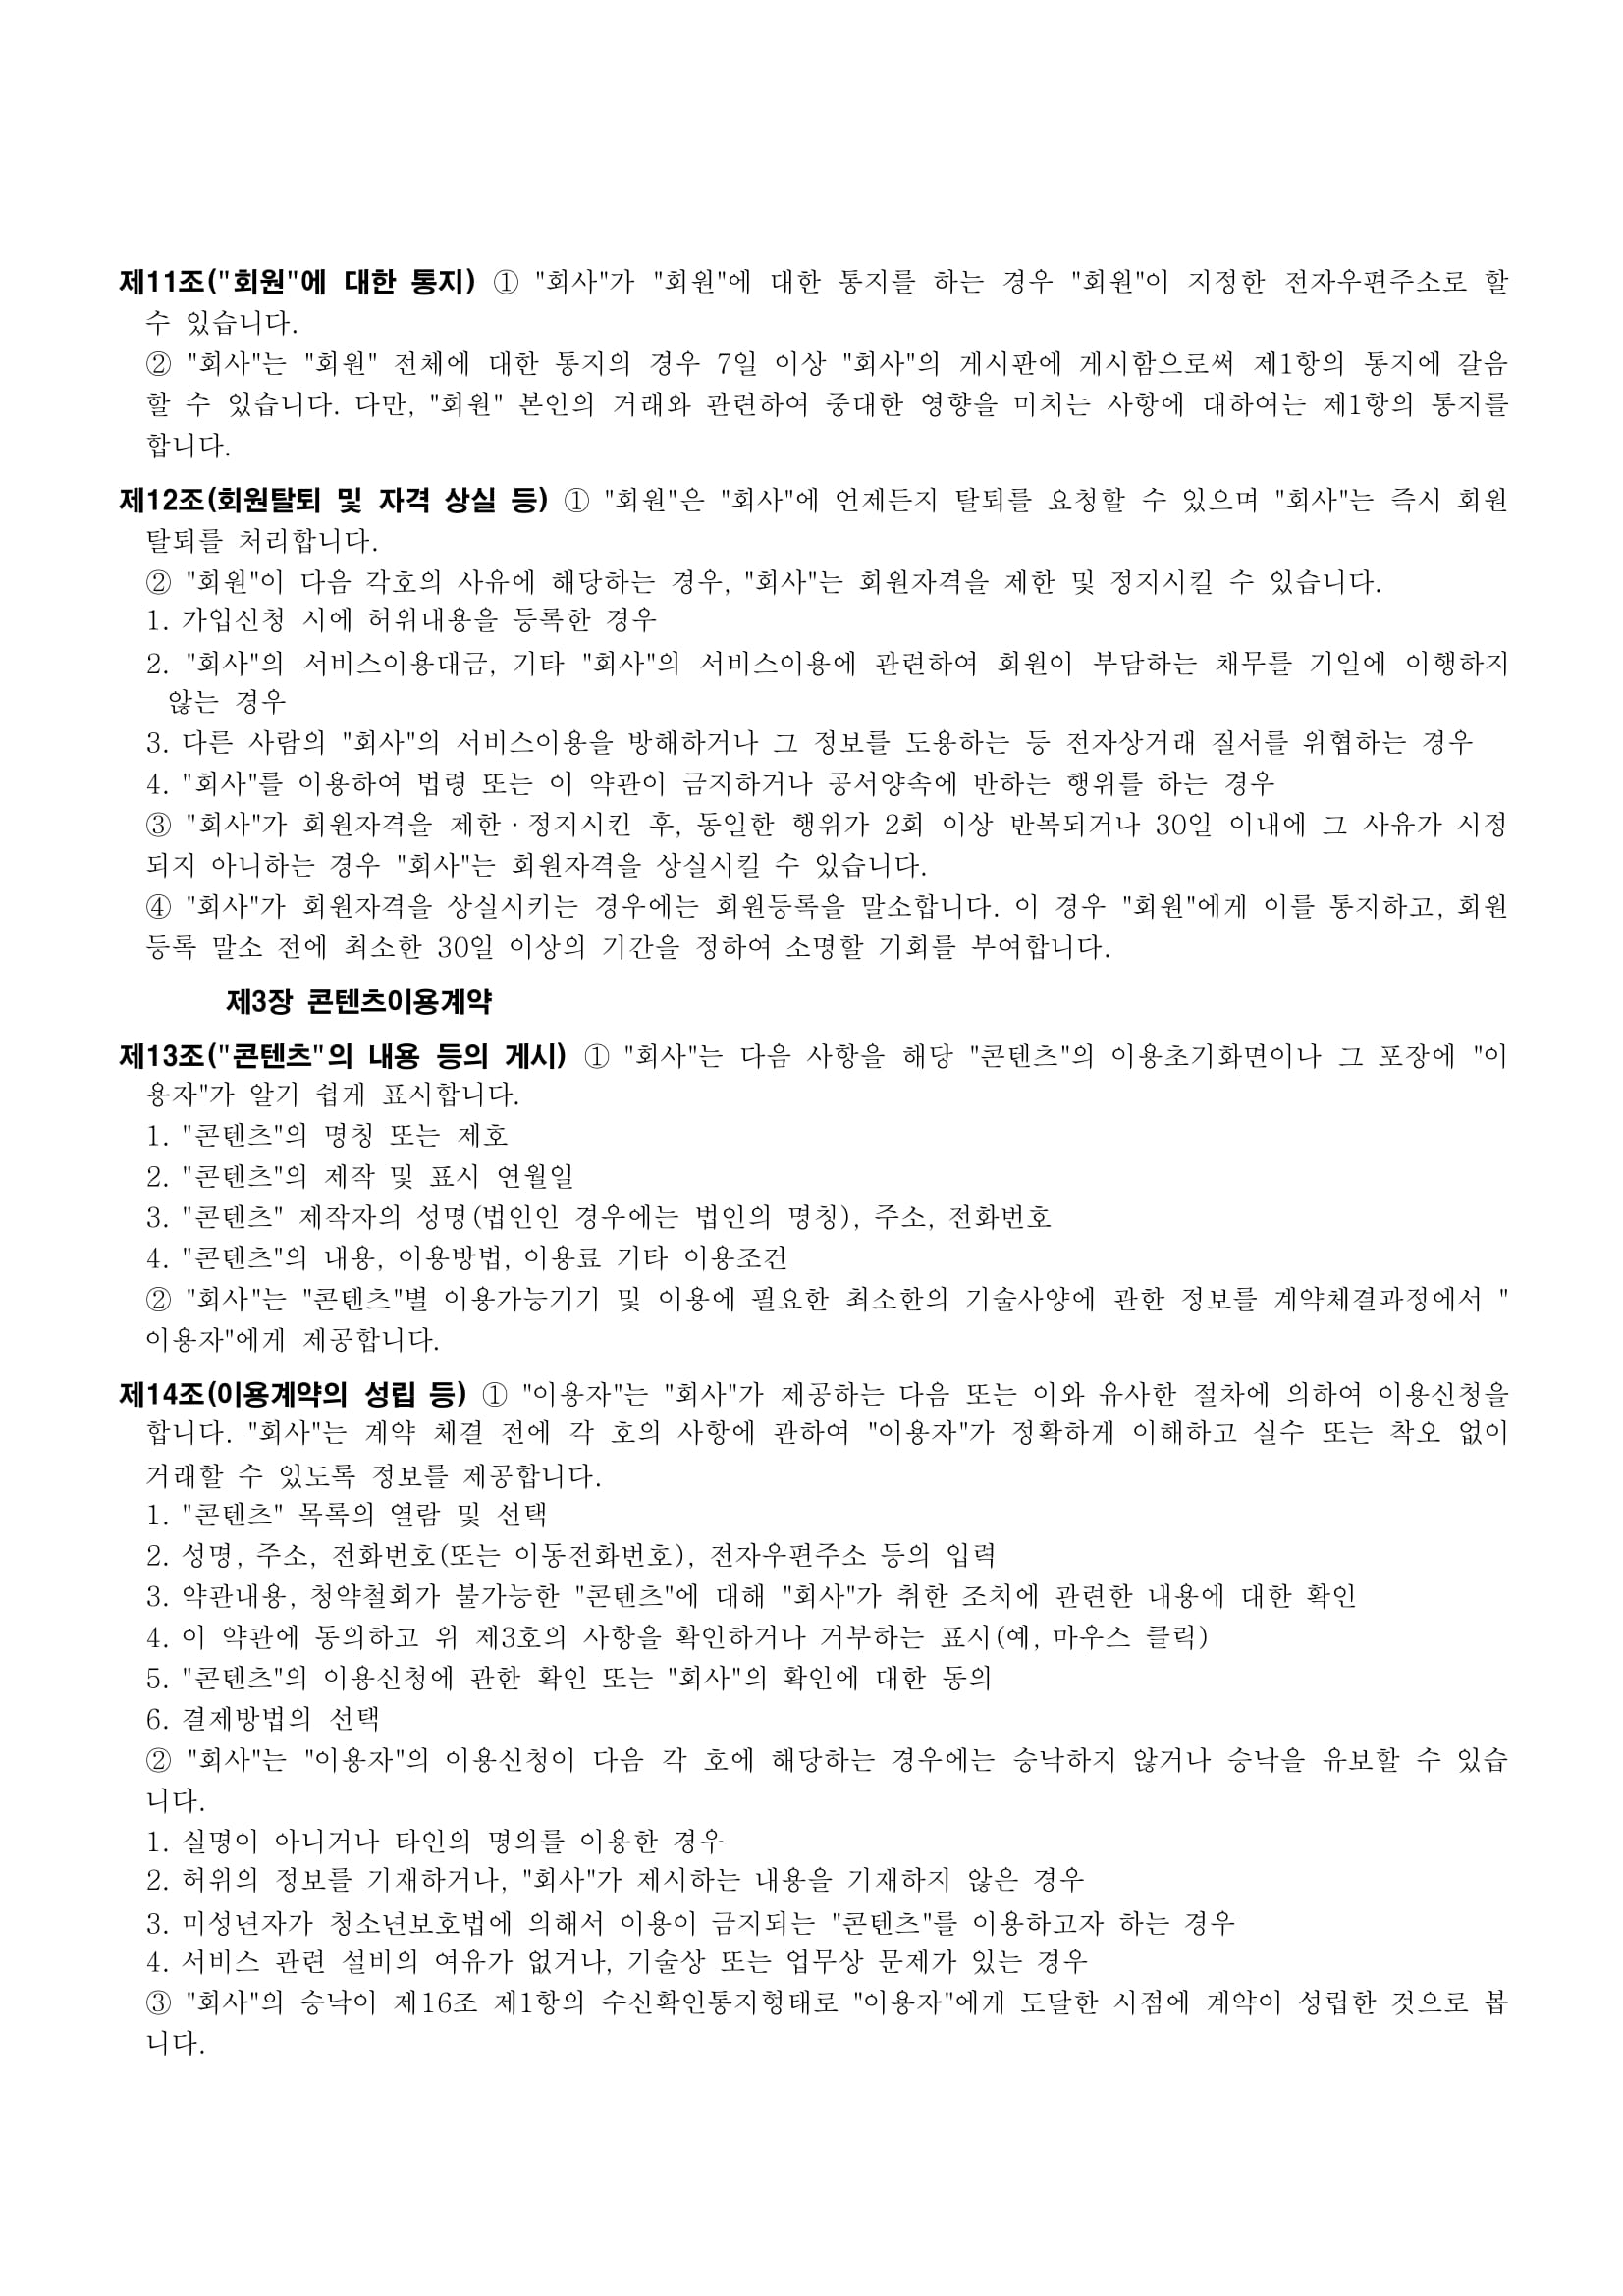 제11조("회원"에 대한 통지) ① "회사"가 "회원"에 대한 통지를 하는 경우 "회원"이 지정한 전자우편주소로 할
수 있습니다.
② "회사"는 "회원" 전체에 대한 통지의 경우 7일 이상 "회사"의 게시판에 게시함으로써 제1항의 통지에 갈음
할 수 있습니다. 다만, "회원" 본인의 거래와 관련하여 중대한 영향을 미치는 사항에 대하여는 제1항의 통지를
합니다.
제12조(회원탈퇴 및 자격 상실 등) ① "회원"은 "회사"에 언제든지 탈퇴를 요청할 수 있으며 "회사"는 즉시 회원
탈퇴를 처리합니다.
② "회원"이 다음 각호의 사유에 해당하는 경우, "회사"는 회원자격을 제한 및 정지시킬 수 있습니다.
1. 가입신청 시에 허위내용을 등록한 경우
2. "회사"의 서비스이용대금, 기타 "회사"의 서비스이용에 관련하여 회원이 부담하는 채무를 기일에 이행하지
않는 경우
3. 다른 사람의 "회사"의 서비스이용을 방해하거나 그 정보를 도용하는 등 전자상거래 질서를 위협하는 경우
4. "회사"를 이용하여 법령 또는 이 약관이 금지하거나 공서양속에 반하는 행위를 하는 경우
③ "회사"가 회원자격을 제한·정지시킨 후, 동일한 행위가 2회 이상 반복되거나 30일 이내에 그 사유가 시정
되지 아니하는 경우 "회사"는 회원자격을 상실시킬 수 있습니다.
④ "회사"가 회원자격을 상실시키는 경우에는 회원등록을 말소합니다. 이 경우 "회원"에게 이를 통지하고, 회원
등록 말소 전에 최소한 30일 이상의 기간을 정하여 소명할 기회를 부여합니다.
제3장 콘텐츠이용계약
제13조("콘텐츠"의 내용 등의 게시) ① "회사"는 다음 사항을 해당 "콘텐츠"의 이용초기화면이나 그 포장에 "이
용자"가 알기 쉽게 표시합니다.
1. "콘텐츠"의 명칭 또는 제호
2. "콘텐츠"의 제작 및 표시 연월일
3. "콘텐츠" 제작자의 성명(법인인 경우에는 법인의 명칭), 주소, 전화번호
4. "콘텐츠"의 내용, 이용방법, 이용료 기타 이용조건
② "회사"는 "콘텐츠"별 이용가능기기 및 이용에 필요한 최소한의 기술사양에 관한 정보를 계약체결과정에서 "
이용자"에게 제공합니다.
제14조(이용계약의 성립 등) ① "이용자"는 "회사"가 제공하는 다음 또는 이와 유사한 절차에 의하여 이용신청을
합니다. "회사"는 계약 체결 전에 각 호의 사항에 관하여 "이용자"가 정확하게 이해하고 실수 또는 착오 없이
거래할 수 있도록 정보를 제공합니다.
1. "콘텐츠" 목록의 열람 및 선택
2. 성명, 주소, 전화번호(또는 이동전화번호), 전자우편주소 등의 입력
3. 약관내용, 청약철회가 불가능한 "콘텐츠"에 대해 "회사"가 취한 조치에 관련한 내용에 대한 확인
4. 이 약관에 동의하고 위 제3호의 사항을 확인하거나 거부하는 표시(예, 마우스 클릭)
5. "콘텐츠"의 이용신청에 관한 확인 또는 "회사"의 확인에 대한 동의
6. 결제방법의 선택
② "회사"는 "이용자"의 이용신청이 다음 각 호에 해당하는 경우에는 승낙하지 않거나 승낙을 유보할 수 있습
니다.
1. 실명이 아니거나 타인의 명의를 이용한 경우
2. 허위의 정보를 기재하거나, "회사"가 제시하는 내용을 기재하지 않은 경우
3. 미성년자가 청소년보호법에 의해서 이용이 금지되는 "콘텐츠"를 이용하고자 하는 경우
4. 서비스 관련 설비의 여유가 없거나, 기술상 또는 업무상 문제가 있는 경우
③ "회사"의 승낙이 제16조 제1항의 수신확인통지형태로 "이용자"에게 도달한 시점에 계약이 성립한 것으로 봅
니다.